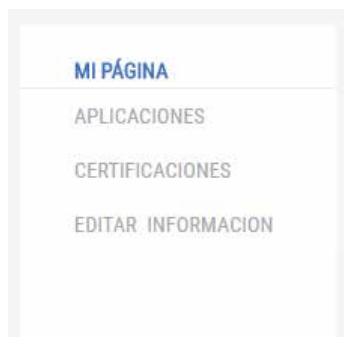 MI PÁGINA
APLICACIONES
CERTIFICACIONES
EDITAR INFORMACION